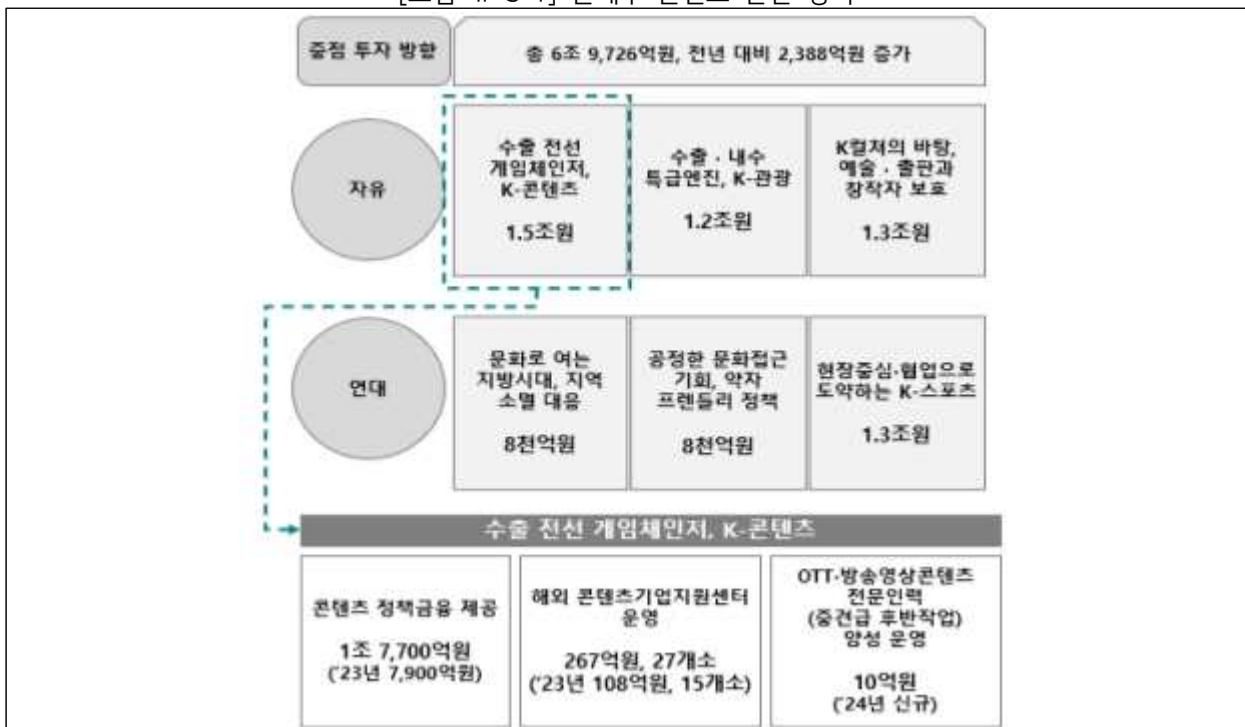 중점 투자 방향
총 6조 9,726억원, 전년 대비 2,388억원 증가
자유
수출 전선
게임체인저,
K-콘텐츠
1.5조원
수출 · 내수
특급엔진, K-관광
1.2조원
K컬처의 바탕,
예술 · 출판과
창작자 보호
1.3조원
연대
문화로 여는
지방시대, 지역
소멸 대응
8천억원
공정한 문화접근
기회, 약자
프렌들리 정책
8천억원
현장중심·협업으로
도약하는 K-스포츠
1.3조원
수출 전선 게임체인저, K-콘텐츠
콘텐츠 정책금융 제공
1조 7,700억원
('23년 7,900억원)
해외 콘텐츠기업지원센터
운영
267억원, 27개소
('23년 108억원, 15개소)
OTT·방송영상콘텐츠
전문인력
(중견급 후반작업)
양성 운영
10억원
('24년 신규)